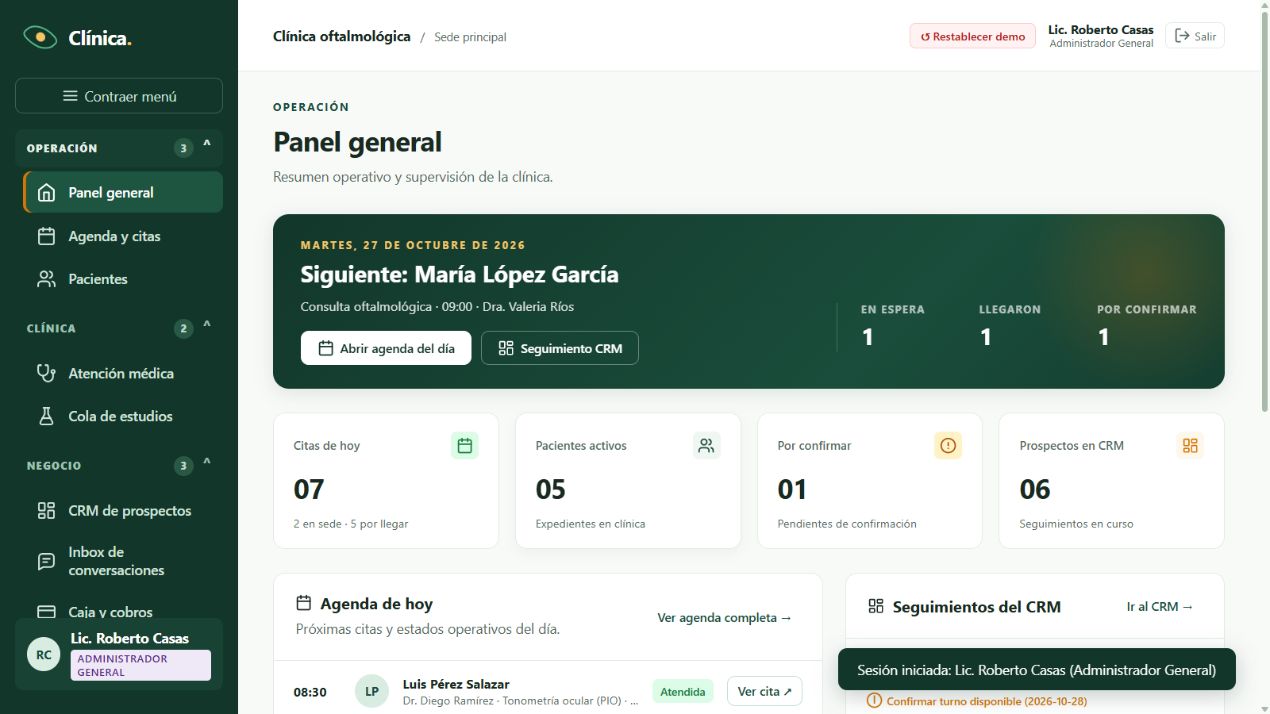 Clínica.
Contraer menú
OPERACIÓN 3 ^
Panel general
Agenda y citas
Pacientes
CLÍNICA 2 ^
Atención médica
Cola de estudios
NEGOCIO 3 ^
CRM de prospectos
Inbox de
conversaciones
Caja y cobros
RC
Lic. Roberto Casas
ADMINISTRADOR
GENERAL
Clínica oftalmológica / Sede principal
↺ Restablecer demo
Lic. Roberto Casas
Administrador General
Salir
OPERACIÓN
Panel general
Resumen operativo y supervisión de la clínica.
MARTES, 27 DE OCTUBRE DE 2026
Siguiente: María López García
Consulta oftalmológica · 09:00 · Dra. Valeria Ríos
Abrir agenda del día
Seguimiento CRM
EN ESPERA
1
LLEGARON
1
POR CONFIRMAR
1
Citas de hoy
07
2 en sede · 5 por llegar
Pacientes activos
05
Expedientes en clínica
Por confirmar
01
Pendientes de confirmación
Prospectos en CRM
06
Seguimientos en curso
Agenda de hoy
Próximas citas y estados operativos del día.
Ver agenda completa →
08:30
LP
Luis Pérez Salazar
Dr. Diego Ramírez · Tonometría ocular (PIO) · ...
Atendida
Ver cita ↗
Seguimientos del CRM
Ir al CRM →
Sesión iniciada: Lic. Roberto Casas (Administrador General)
Confirmar turno disponible (2026-10-28)